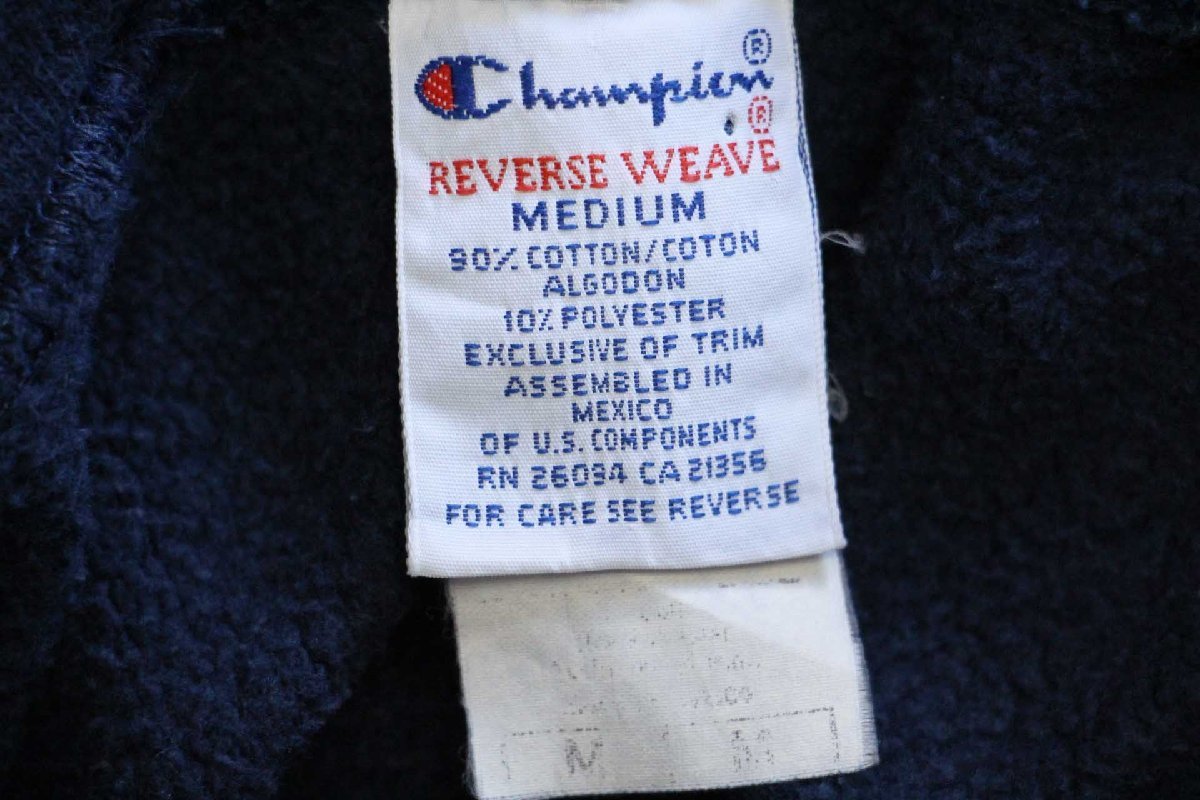 Champion®
®
REVERSE WEAVE
MEDIUM
90% COTTON/COTON
ALGODON
10% POLYESTER
EXCLUSIVE OF TRIM
ASSEMBLED IN
MEXICO
OF U.S. COMPONENTS
RN 26094 CA 21356
FOR CARE SEE REVERSE
M